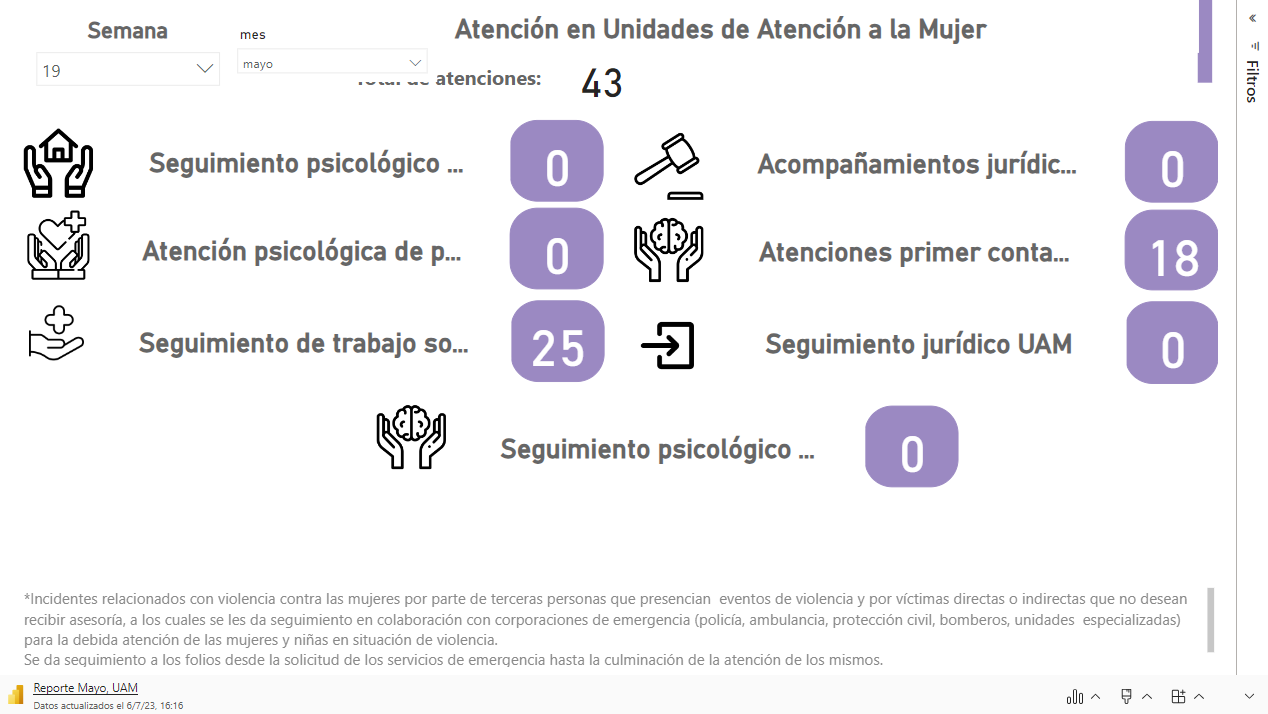 Semana
mes
Atención en Unidades de Atención a la Mujer
19
mayo
de atenciones:
43
Seguimiento psicológico ...
0
Acompañamientos jurídic...
0
Atención psicológica de p...
0
Atenciones primer conta...
18
Seguimiento de trabajo so...
25
Seguimiento jurídico UAM
0
Seguimiento psicológico ...
0
*Incidentes relacionados con violencia contra las mujeres por parte de terceras personas que presencian eventos de violencia y por víctimas directas o indirectas que no desean
recibir asesoría, a los cuales se les da seguimiento en colaboración con corporaciones de emergencia (policía, ambulancia, protección civil, bomberos, unidades especializadas)
para la debida atención de las mujeres y niñas en situación de violencia.
Se da seguimiento a los folios desde la solicitud de los servicios de emergencia hasta la culminación de la atención de los mismos.
Filtros
Reporte Mayo, UAM
Datos actualizados el 6/7/23, 16:16